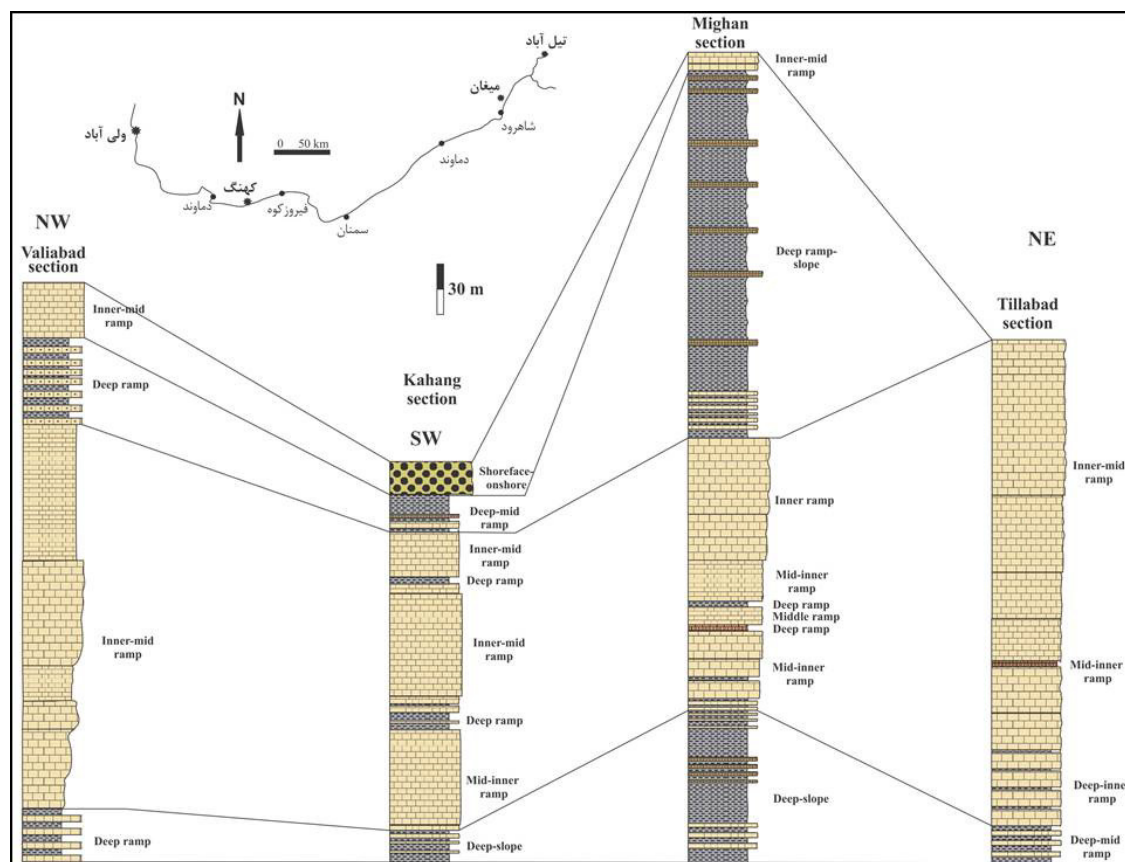 تیل آباد
میغان
شاهرود
دماوند
N
0 50 km
ولی آباد
دماوند
کهنگ
فیروزکوه
سمنان
30 m
NW
Valiabad
section
Inner-mid
ramp
Deep ramp
Inner-mid
ramp
Deep ramp
Kahang
section
SW
Shoreface-
onshore
Deep-mid
ramp
Inner-mid
ramp
Deep ramp
Inner-mid
ramp
Deep ramp
Mid-inner
ramp
Deep-slope
Mighan
section
Inner-mid
ramp
Deep ramp-
slope
Inner ramp
Mid-inner
ramp
Deep ramp
Middle ramp
Deep ramp
Mid-inner
ramp
Deep-slope
NE
Tillabad
section
Inner-mid
ramp
Mid-inner
ramp
Deep-inner
ramp
Deep-mid
ramp